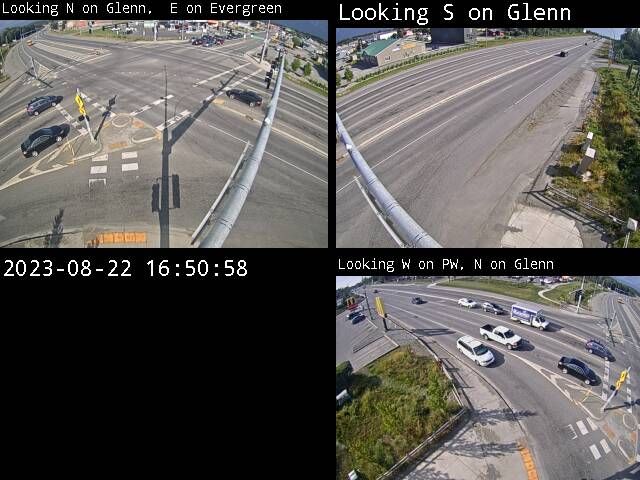 Looking N on Glenn,  E on Evergreen
Looking S on Glenn
2023-08-22 16:50:58
Looking W on PW, N on Glenn